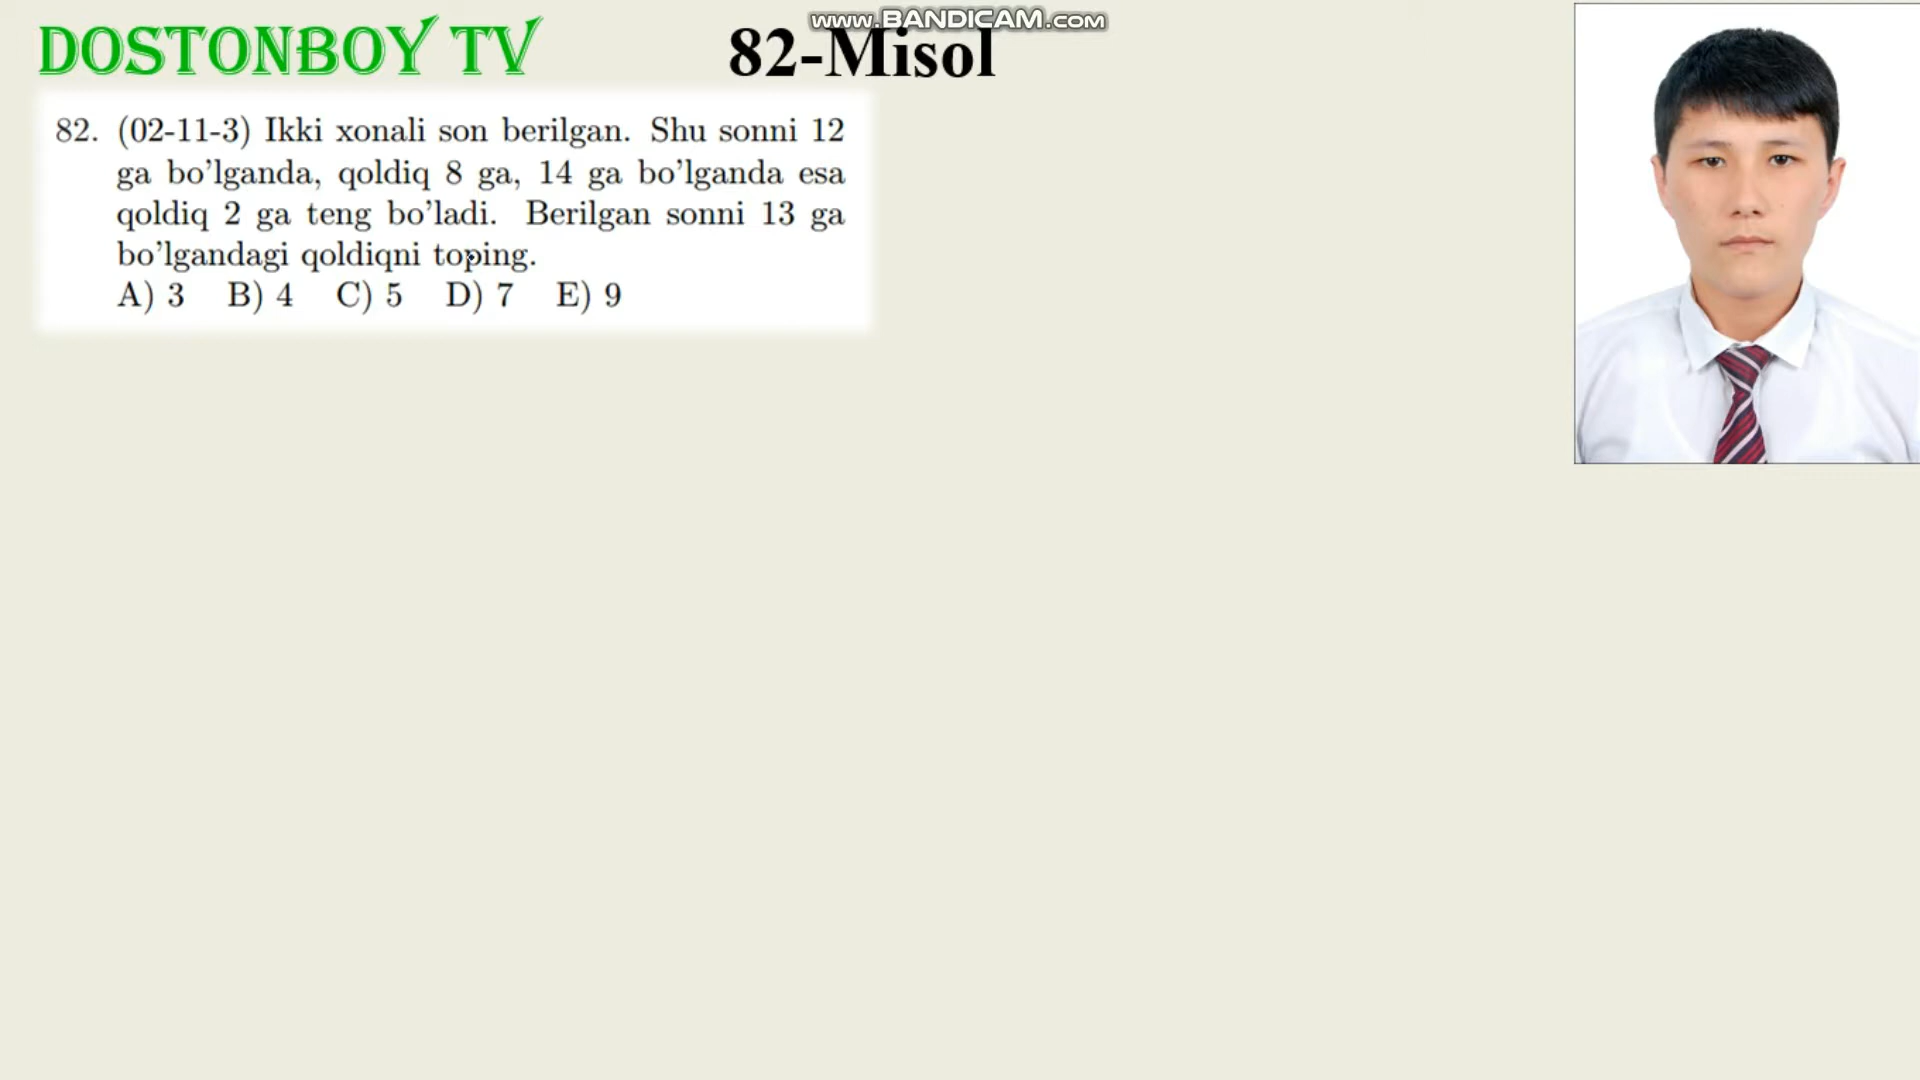 www.BANDICAM.com
DOSTONBOY TV
82-Misol
82. (02-11-3) Ikki xonali son berilgan. Shu sonni 12
ga bo’lganda, qoldiq 8 ga, 14 ga bo’lganda esa
qoldiq 2 ga teng bo’ladi. Berilgan sonni 13 ga
bo’lgandagi qoldiqni toping.
A) 3 B) 4 C) 5 D) 7 E) 9